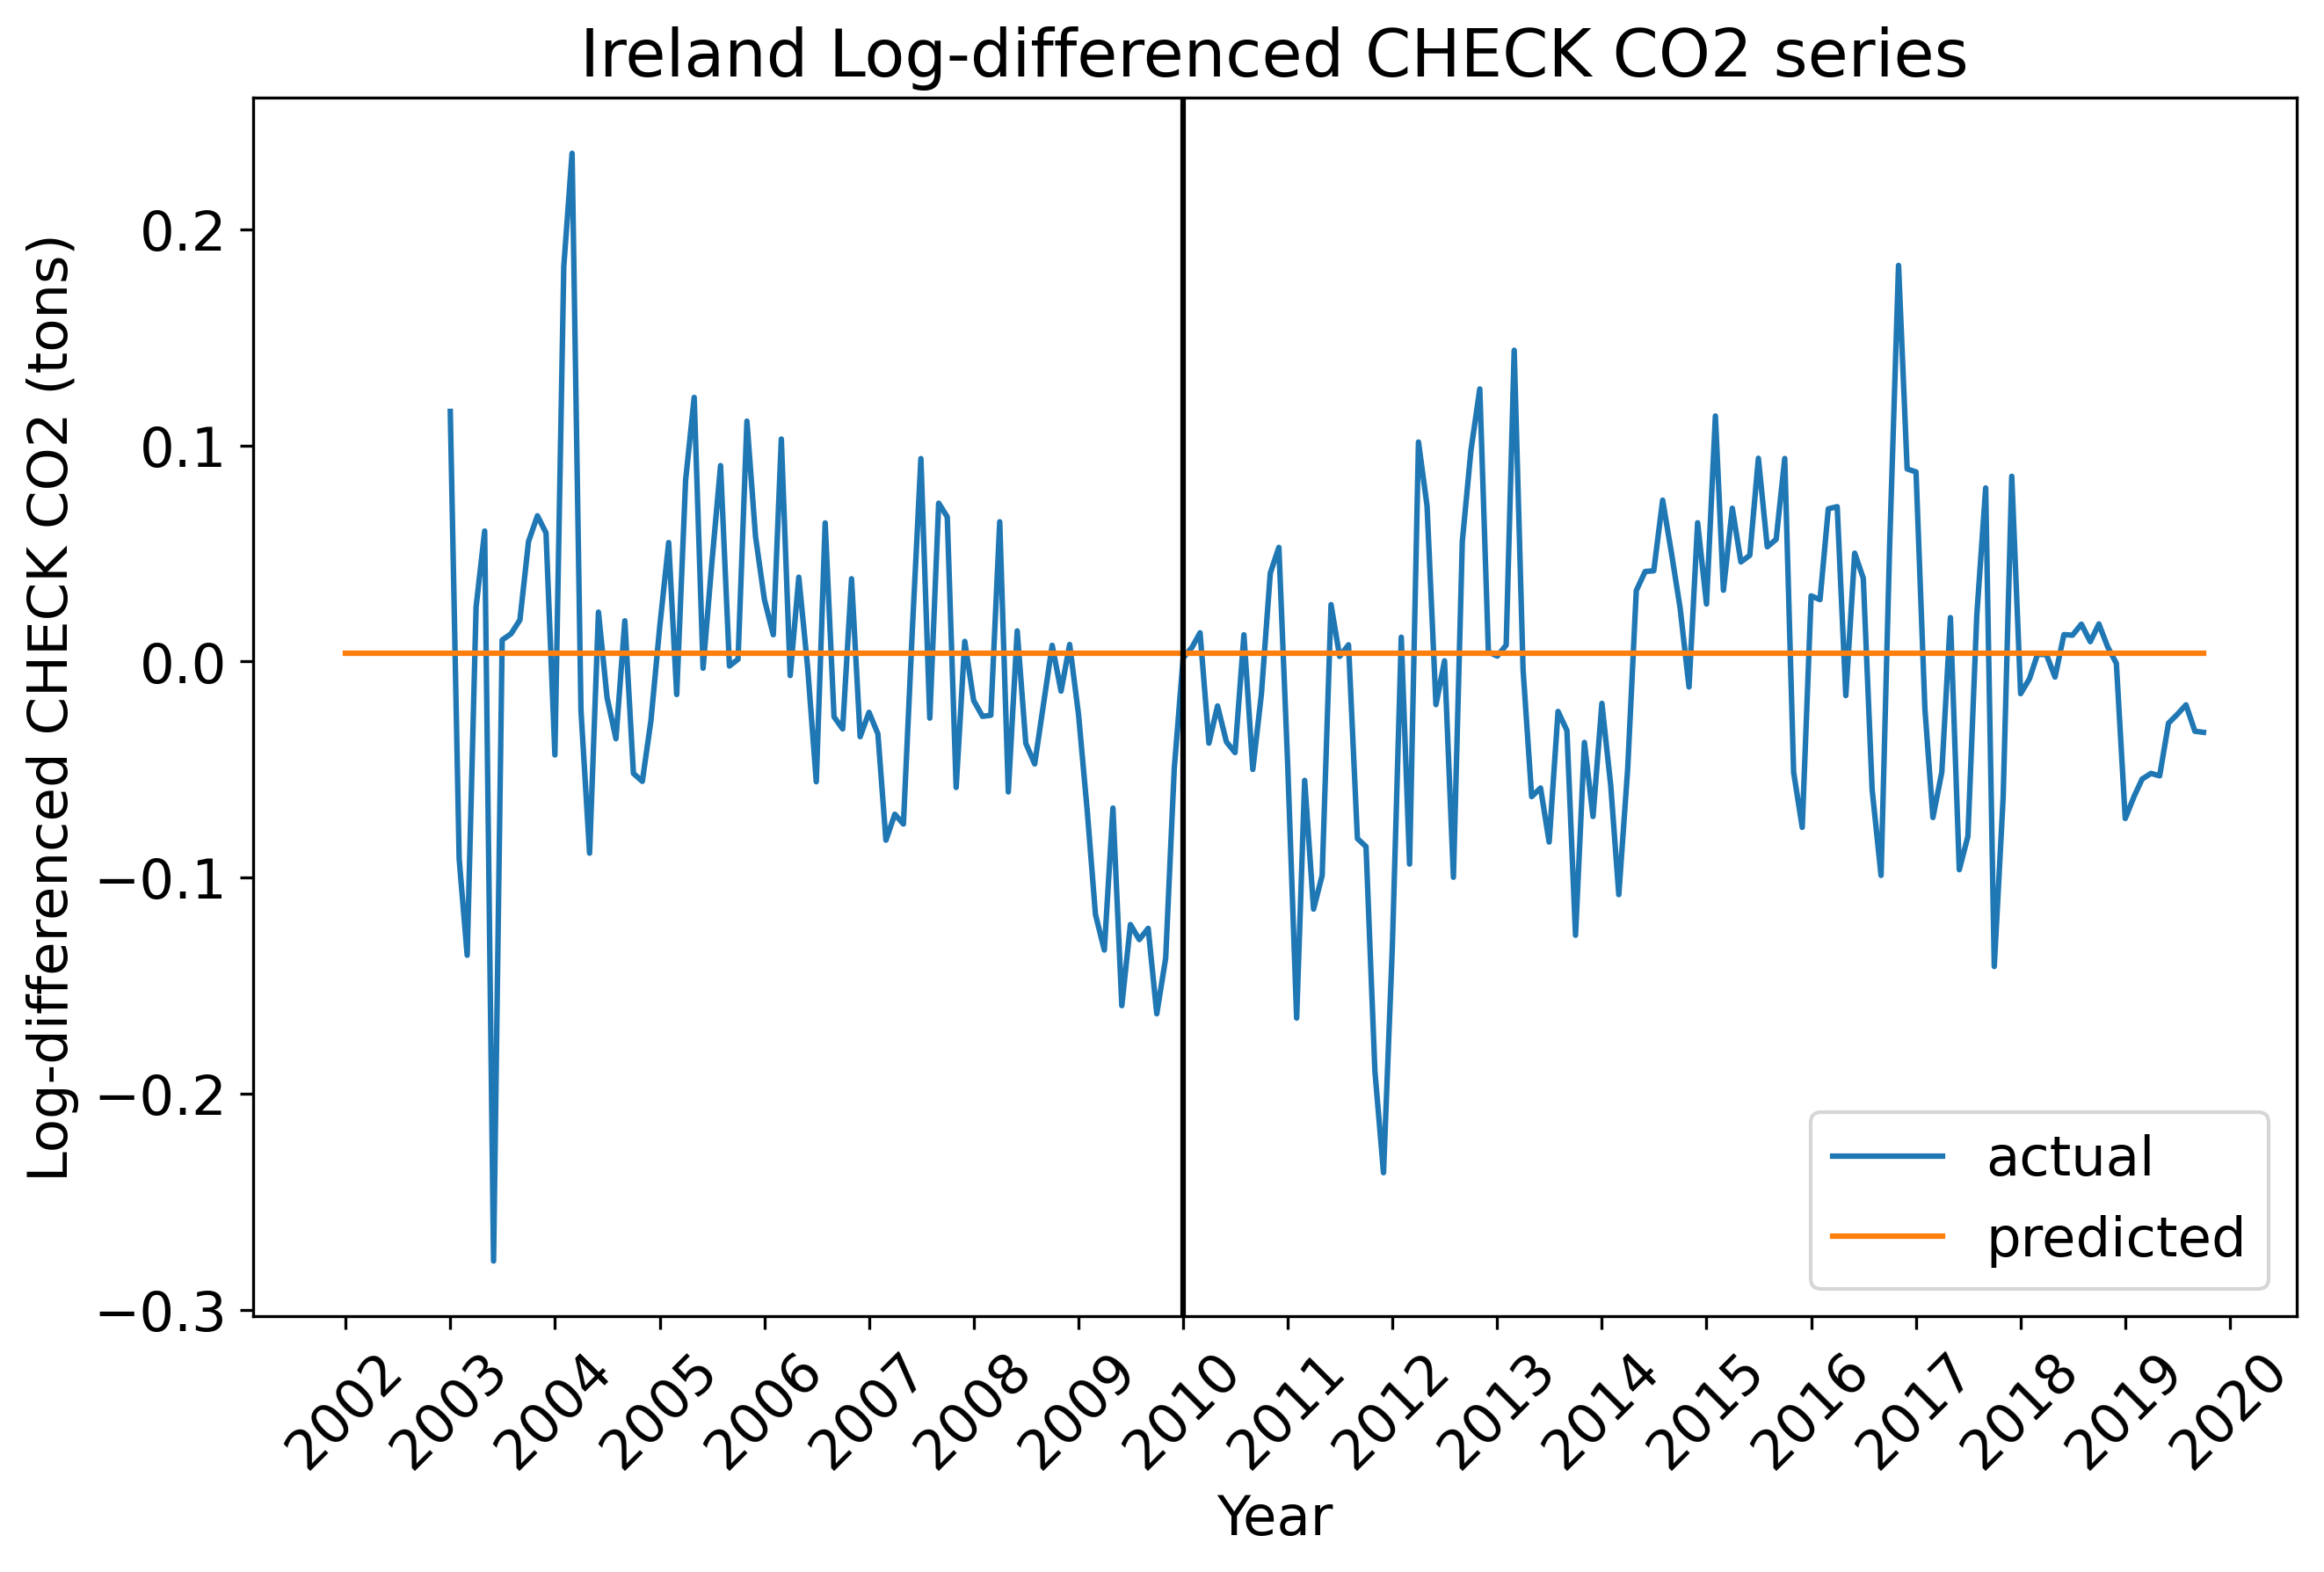 Ireland Log-differenced CHECK CO2 series
Log-differenced CHECK CO2 (tons)
0.2
0.1
0.0
−0.1
−0.2
−0.3
actual
predicted
2002 2003 2004 2005 2006 2007 2008 2009 2010 2011 2012 2013 2014 2015 2016 2017 2018 2019 2020
Year